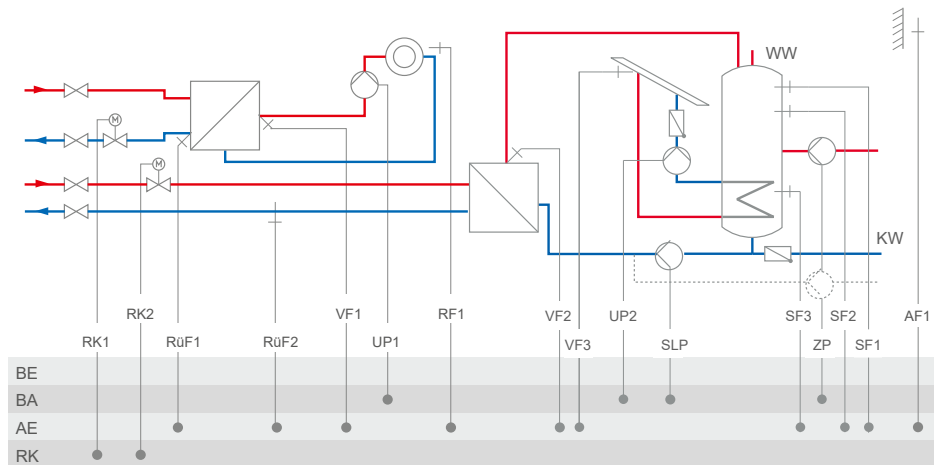 WW
M
M
KW
RK2 VF1 RF1 VF2 UP2 SF3 SF2 AF1
RK1 RüF1 RüF2 UP1 VF3 SLP ZP SF1
BE
BA
AE
RK